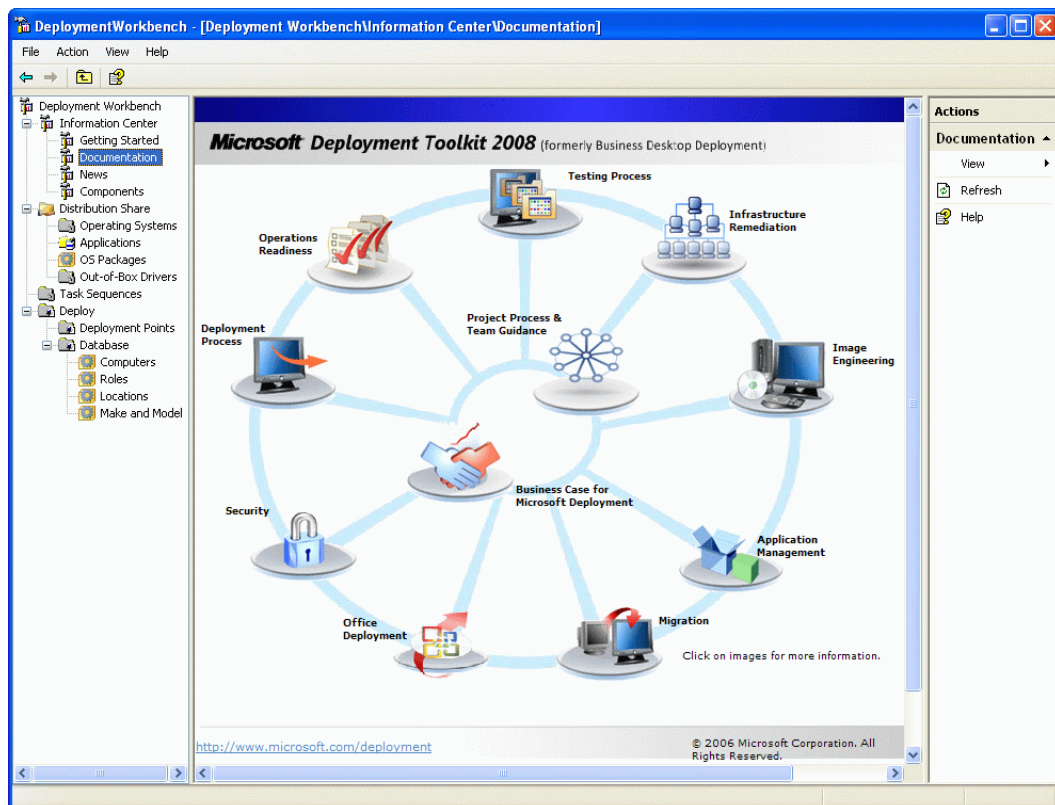 DeploymentWorkbench - [Deployment Workbench\Information Center\Documentation]
File Action View Help
Deployment Workbench
Information Center
Getting Started
Documentation
News
Components
Distribution Share
Operating Systems
Applications
OS Packages
Out-of-Box Drivers
Task Sequences
Deploy
Deployment Points
Database
Computers
Roles
Locations
Make and Model
Microsoft Deployment Toolkit 2008 (formerly Business Desktop Deployment)
Testing Process
Infrastructure
Remediation
Operations
Readiness
Project Process &
Team Guidance
Deployment
Process
Image
Engineering
Business Case for
Microsoft Deployment
Security
Application
Management
Office
Deployment
Migration
Click on images for more information.
http://www.microsoft.com/deployment
© 2006 Microsoft Corporation. All
Rights Reserved.
Actions
Documentation
View
Refresh
Help